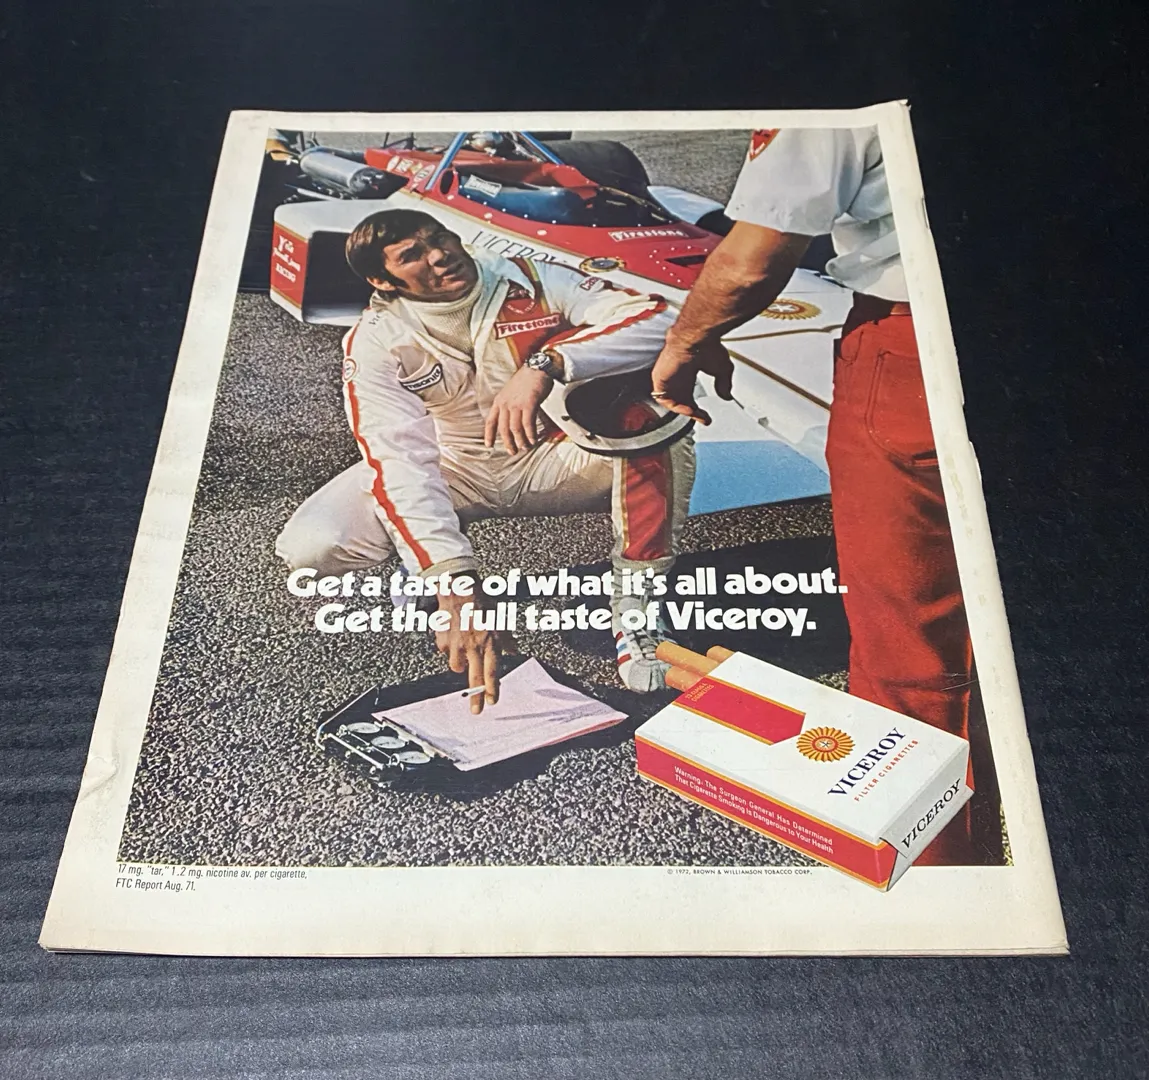 VICEROY
Firestone
RACING
Firestone
Get a taste of what it's all about.
Get the full taste of Viceroy.
VICEROY
FILTER CIGARETTES
VICEROY
Warning: The Surgeon General Has Determined
That Cigarette Smoking Is Dangerous to Your Health
17 mg. "tar," 1.2 mg. nicotine av. per cigarette,
FTC Report Aug. 71.
© 1972, BROWN & WILLIAMSON TOBACCO CORP.